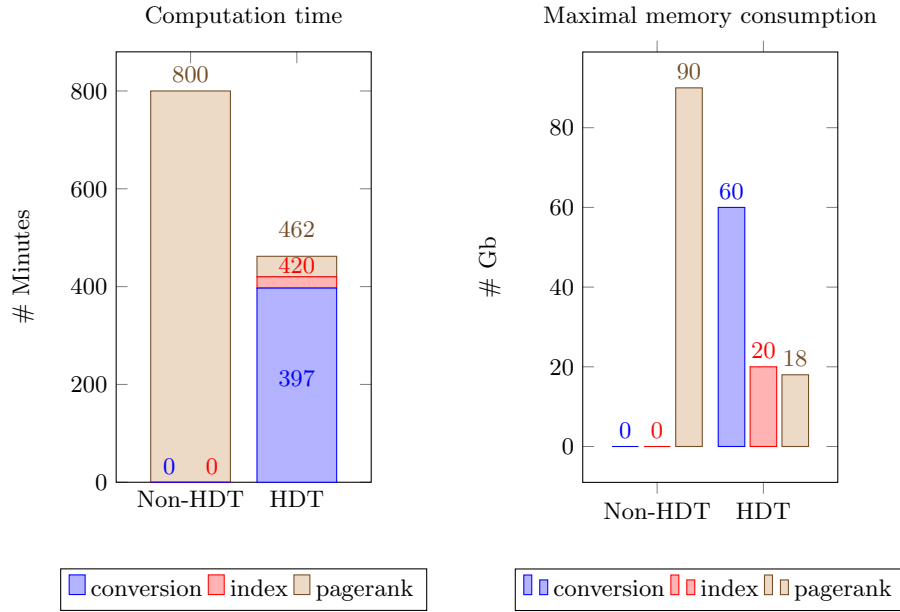 Computation time
# Minutes
800
600
400
200
0
800
0 0
462
420
397
Non-HDT HDT
conversion index pagerank
Maximal memory consumption
# Gb
80
60
40
20
0
90
0 0
60
20
18
Non-HDT HDT
conversion index pagerank